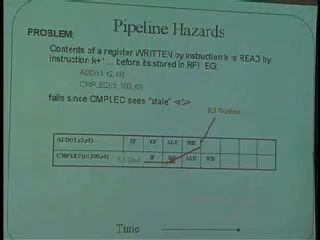 Pipeline Hazards
PROBLEM:
Contents of a register WRITTEN by instruction k is READ by
instruction k+1 ... before its stored in RF! EG:
ADD(r1, r2, r3)
CMPLEC(r3, 100, r0)
fails since CMPLEC sees "stale" <r3>.
R3 Written
ADD(r1,r2,r3) IF RF ALU WB
CMPLEC(r3,100,r0) R3 Read IF RF ALU WB
Time